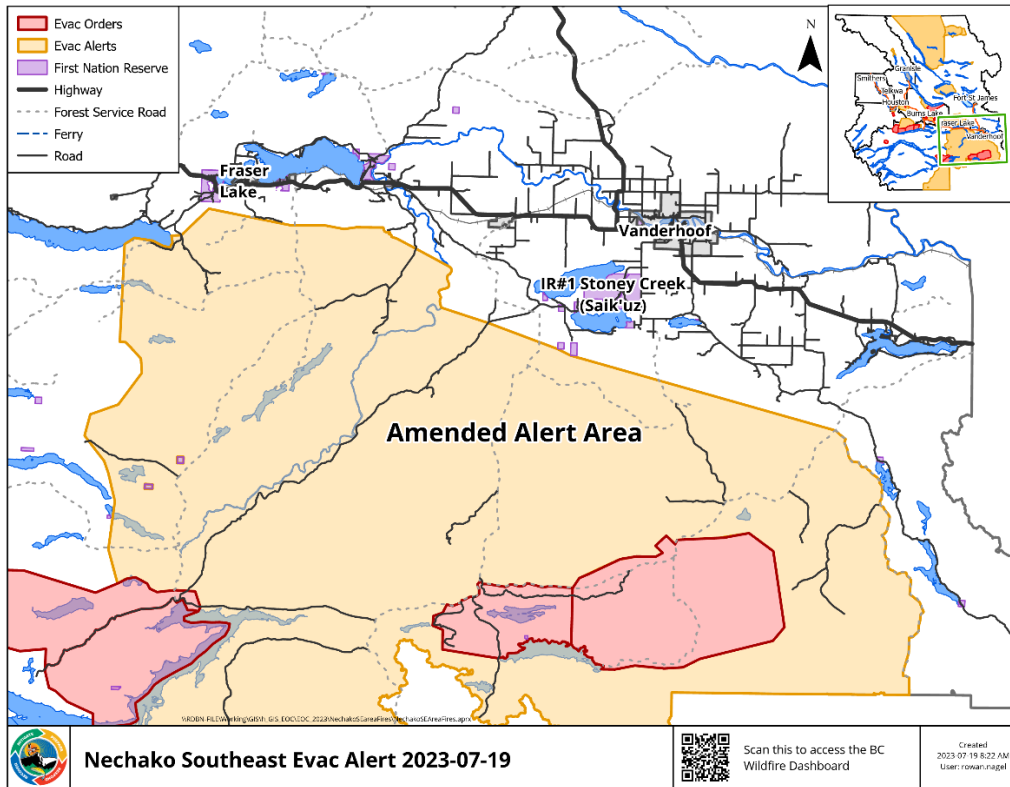 Evac Orders
Evac Alerts
First Nation Reserve
Highway
Forest Service Road
Ferry
Road
N
Granisle
Smithers
Telkwa
Houston
Fort St James
Burns Lake
Fraser Lake
Vanderhoof
Fraser
Lake
Vanderhoof
IR#1 Stoney Creek
(Saik'uz)
Amended Alert Area
Nechako Southeast Evac Alert 2023-07-19
Scan this to access the BC
Wildfire Dashboard
Created
2023-07-19 8:22 AM
User: rowan.nagel